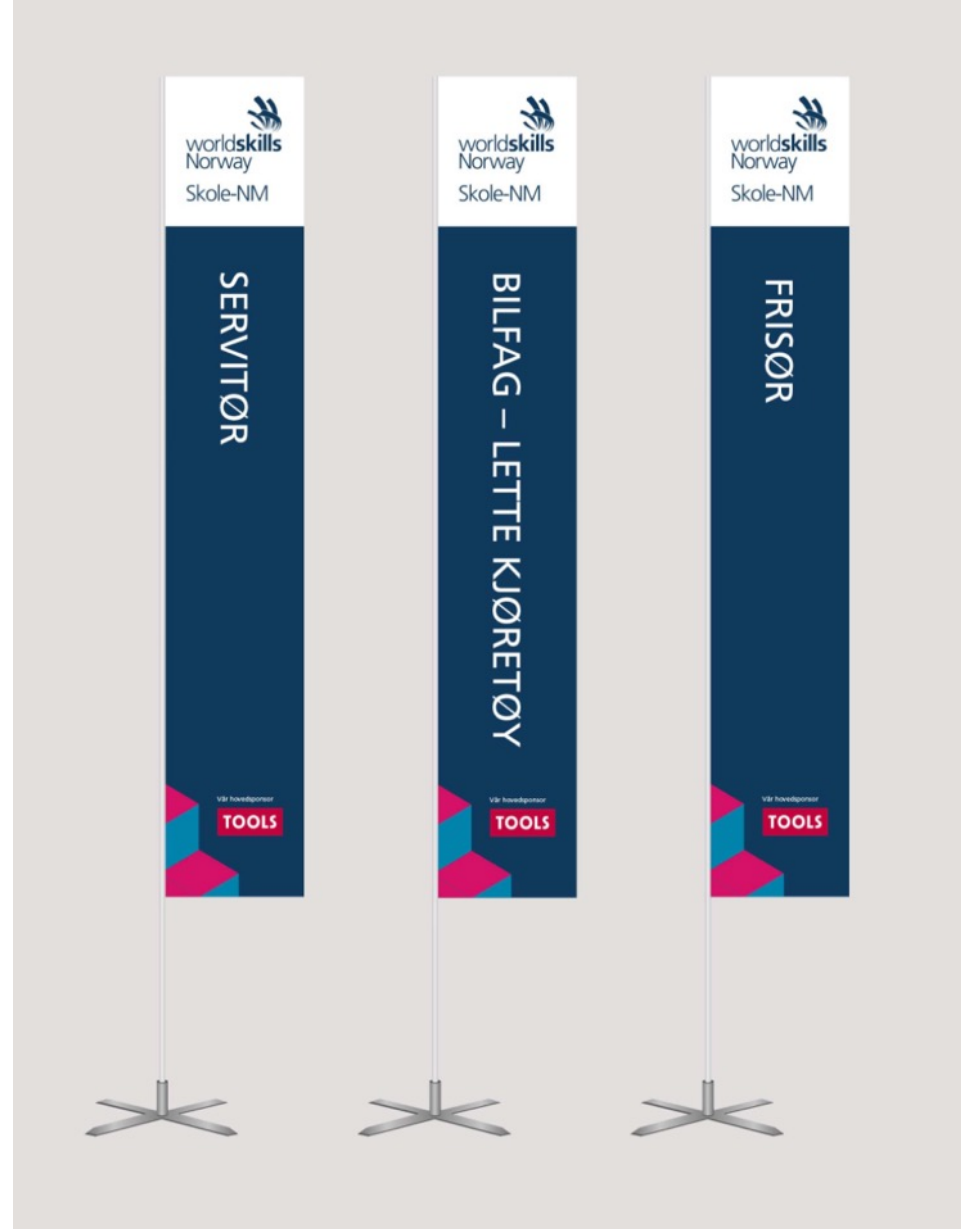 worldskills
Norway
Skole-NM
SERVITØR
Vår hovedsponsor
TOOLS
worldskills
Norway
Skole-NM
BILFAG – LETTE KJØRETØY
Vår hovedsponsor
TOOLS
worldskills
Norway
Skole-NM
FRISØR
Vår hovedsponsor
TOOLS